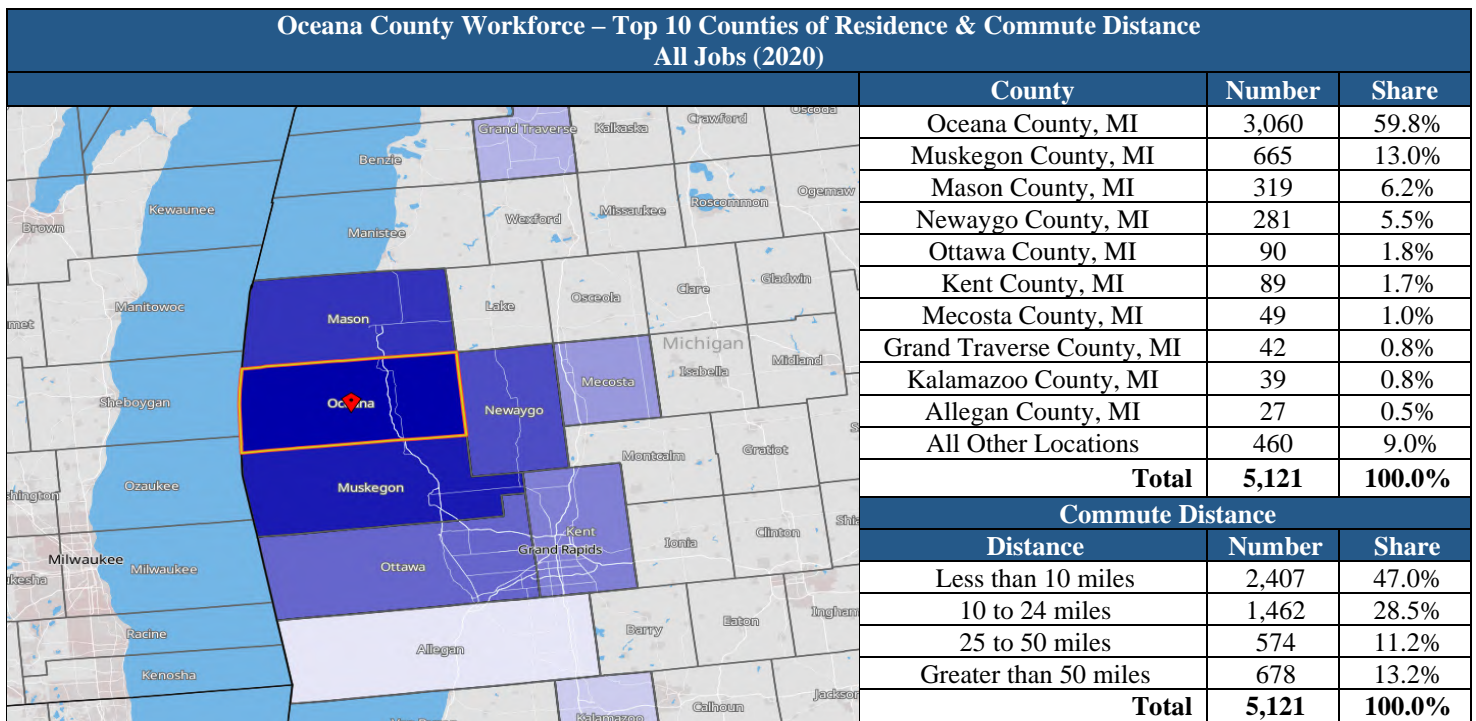 Oceana County Workforce – Top 10 Counties of Residence & Commute Distance
All Jobs (2020)
County Number Share
Oceana County, MI 3,060 59.8%
Muskegon County, MI 665 13.0%
Mason County, MI 319 6.2%
Newaygo County, MI 281 5.5%
Ottawa County, MI 90 1.8%
Kent County, MI 89 1.7%
Mecosta County, MI 49 1.0%
Grand Traverse County, MI 42 0.8%
Kalamazoo County, MI 39 0.8%
Allegan County, MI 27 0.5%
All Other Locations 460 9.0%
Total 5,121 100.0%
Commute Distance
Distance Number Share
Less than 10 miles 2,407 47.0%
10 to 24 miles 1,462 28.5%
25 to 50 miles 574 11.2%
Greater than 50 miles 678 13.2%
Total 5,121 100.0%
Grand Traverse
Kalkaska
Crawford
Benzie
Ogemaw
Kewaunee
Missaukee
Roscommon
Brown
Wexford
Manistee
Gladwin
Clare
Osceola
Lake
Manitowoc
Mason
Michigan
Midland
Isabella
Mecosta
Sheboygan
Newaygo
Gratiot
Montcalm
Ozaukee
Muskegon
Kent
Clinton
Grand Rapids
Ionia
Milwaukee
Milwaukee
Ottawa
Racine
Barry
Eaton
Allegan
Kenosha
Calhoun
Kalamazoo